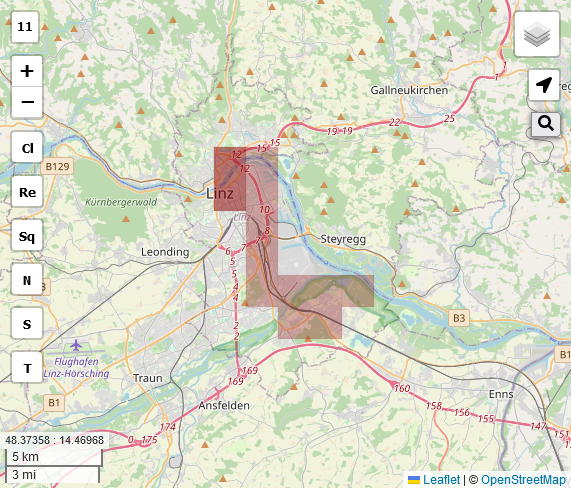 11
+
−
Cl
Re
Sq
N
S
T
Gallneukirchen
1
1
25
22
19 19
15
15
12
12
B129
Linz
Linz
Kürnbergerwald
10
8
7
7
6
5
5
4
4
2
2
Steyregg
Leonding
B3
3
Flughafen
Linz-Hörsching
Traun
B1
B1
169
169
160
Enns
158
156
155
147
151
Ansfelden
174
175
0
48.37358 : 14.46968
5 km
3 mi
Leaflet | © OpenStreetMap